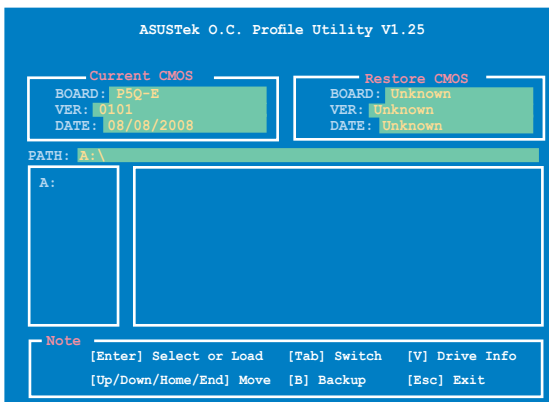 ASUSTek O.C. Profile Utility V1.25
Current CMOS
BOARD: P5Q-E
VER: 0101
DATE: 08/08/2008
Restore CMOS
BOARD: Unknown
VER: Unknown
DATE: Unknown
PATH: A:\
A:
Note
[Enter] Select or Load [Tab] Switch [V] Drive Info
[Up/Down/Home/End] Move [B] Backup [Esc] Exit